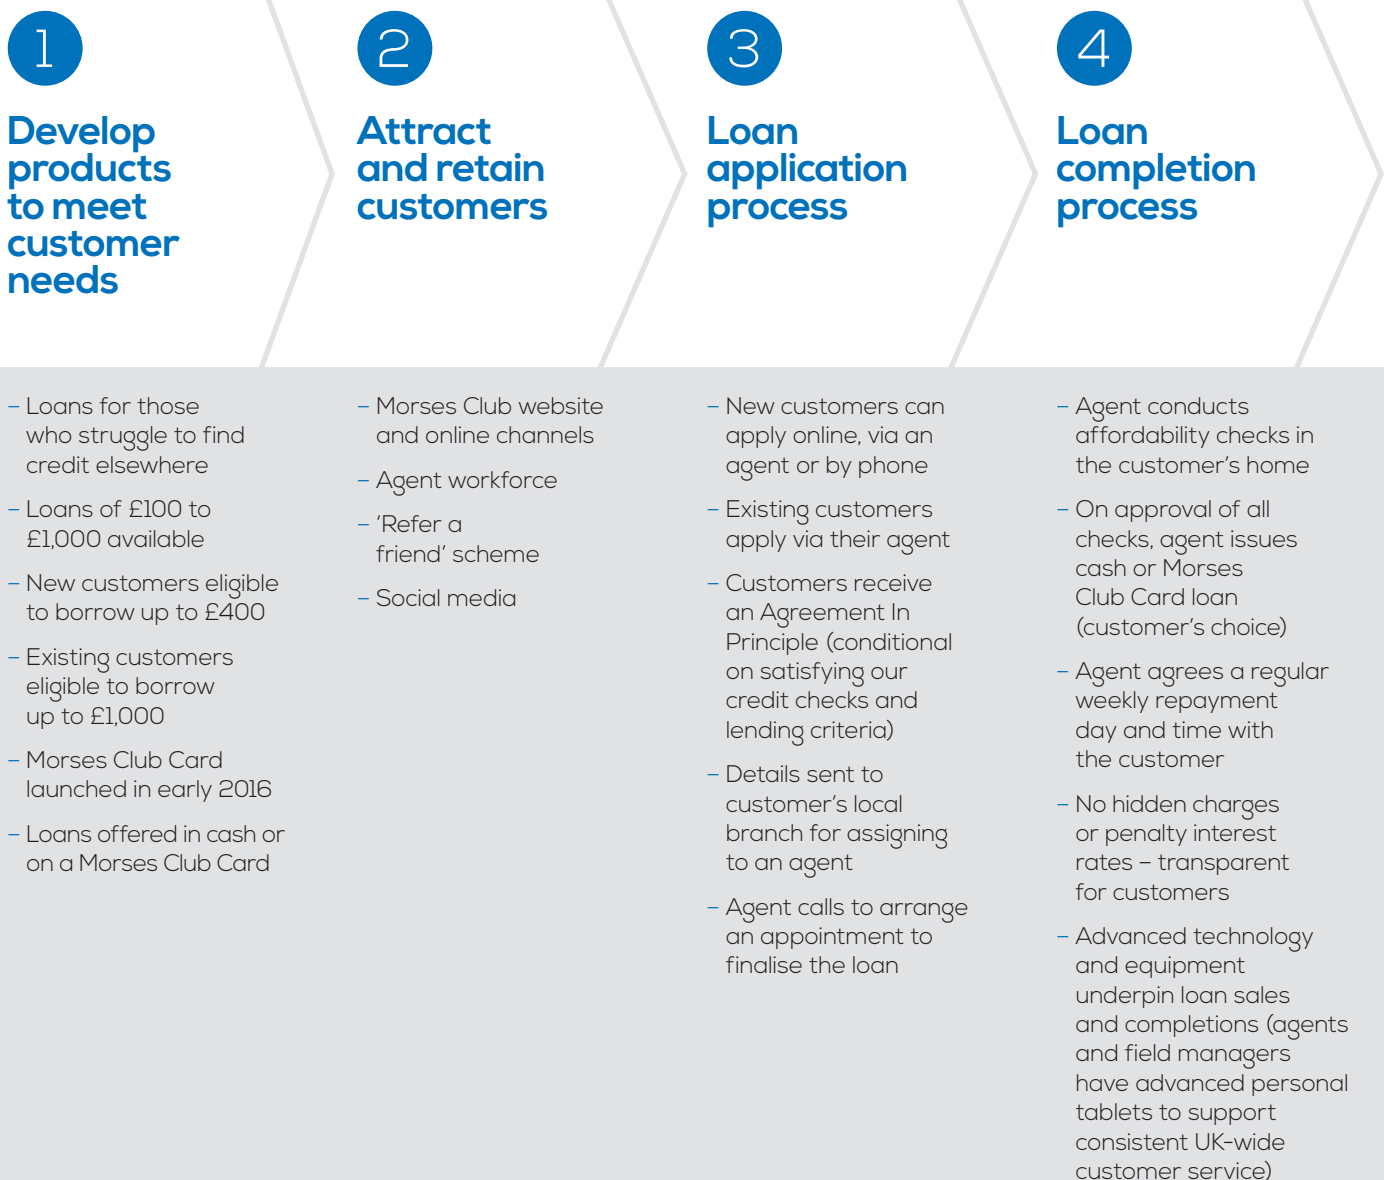 1
Develop
products
to meet
customer
needs
– Loans for those
who struggle to find
credit elsewhere
– Loans of £100 to
£1,000 available
– New customers eligible
to borrow up to £400
– Existing customers
eligible to borrow
up to £1,000
– Morses Club Card
launched in early 2016
– Loans offered in cash or
on a Morses Club Card
2
Attract
and retain
customers
– Morses Club website
and online channels
– Agent workforce
– ‘Refer a
friend’ scheme
– Social media
3
Loan
application
process
– New customers can
apply online, via an
agent or by phone
– Existing customers
apply via their agent
– Customers receive
an Agreement In
Principle (conditional
on satisfying our
credit checks and
lending criteria)
– Details sent to
customer’s local
branch for assigning
to an agent
– Agent calls to arrange
an appointment to
finalise the loan
4
Loan
completion
process
– Agent conducts
affordability checks in
the customer’s home
– On approval of all
checks, agent issues
cash or Morses
Club Card loan
(customer’s choice)
– Agent agrees a regular
weekly repayment
day and time with
the customer
– No hidden charges
or penalty interest
rates – transparent
for customers
– Advanced technology
and equipment
underpin loan sales
and completions (agents
and field managers
have advanced personal
tablets to support
consistent UK-wide
customer service)